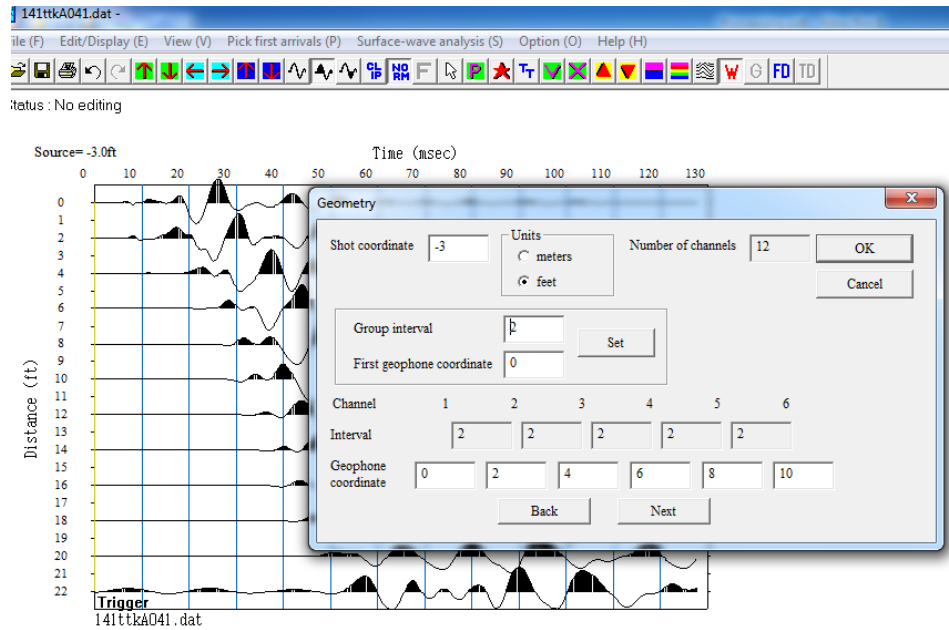 141ttkA041.dat -
ile (F) Edit/Display (E) View (V) Pick first arrivals (P) Surface-wave analysis (S) Option (O) Help (H)
CL IP NO RM F P TT W G FD TD
Status : No editing
Source= -3.0ft
Time (msec)
0 10 20 30 40 50 60 70 80 90 100 110 120 130
Distance (ft)
0
1
2
3
4
5
6
7
8
9
10
11
12
13
14
15
16
17
18
19
20
21
22
Trigger
141ttkA041.dat
Geometry
Shot coordinate -3
Units
meters
feet
Number of channels 12
OK
Cancel
Group interval 2
First geophone coordinate 0
Set
Channel 1 2 3 4 5 6
Interval 2 2 2 2 2
Geophone
coordinate 0 2 4 6 8 10
Back Next